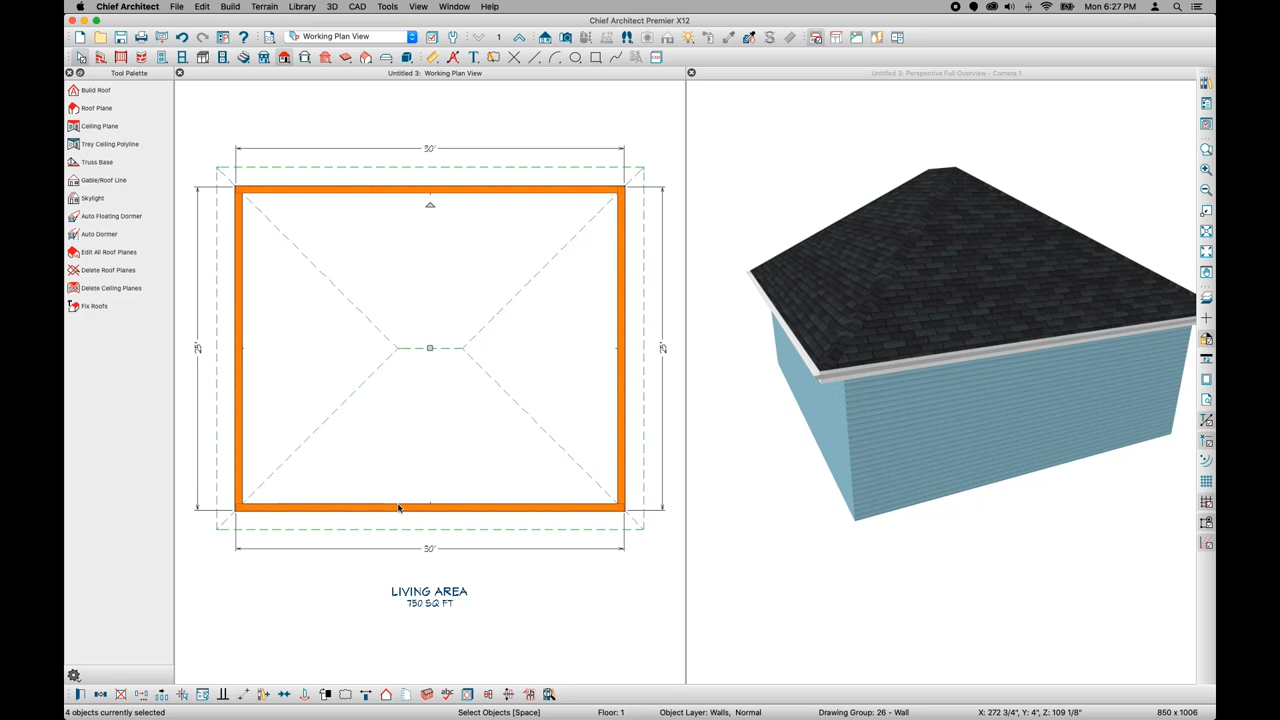 Chief Architect File Edit Build Terrain Library 3D CAD Tools View Window Help
Mon 6:27 PM
Chief Architect Premier X12
Working Plan View
1
Tool Palette
Untitled 3: Working Plan View
Untitled 3: Perspective Full Overview - Camera 1
Build Roof
Roof Plane
Ceiling Plane
Trey Ceiling Polyline
Truss Base
Gable/Roof Line
Skylight
Auto Floating Dormer
Auto Dormer
Edit All Roof Planes
Delete Roof Planes
Delete Ceiling Planes
Fix Roofs
30'
25'
25'
30'
LIVING AREA
750 SQ FT
4 objects currently selected
Select Objects [Space]
Floor: 1
Object Layer: Walls, Normal
Drawing Group: 26 - Wall
X: 272 3/4", Y: 4", Z: 109 1/8"
850 x 1006